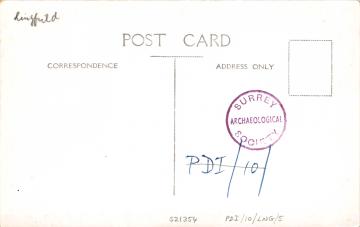 Lingfield
POST CARD
CORRESPONDENCE
ADDRESS ONLY
SURREY
ARCHAEOLOGICAL
SOCIETY
PDI/10/
S21354
PDI/10/LNG/5